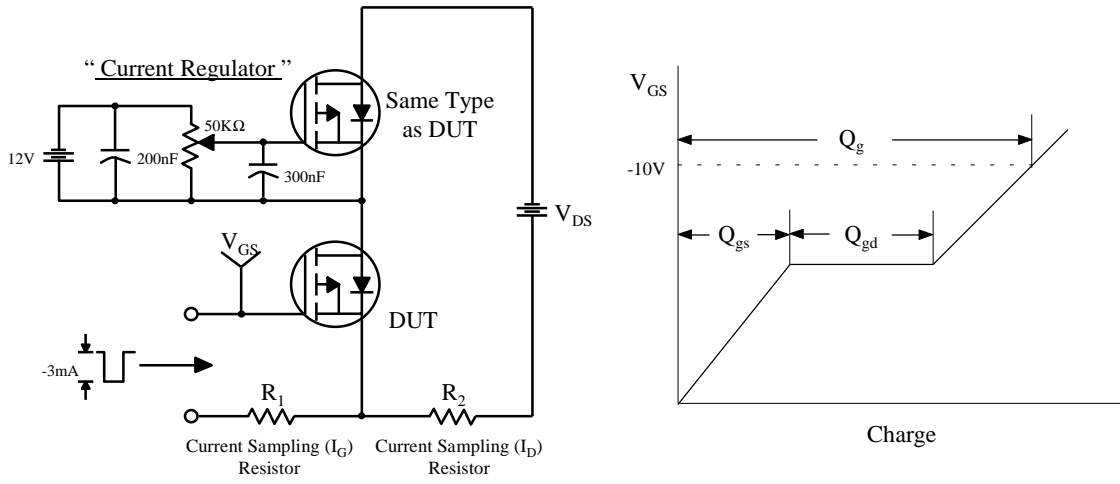 “ Current Regulator ”
12V
200nF
50KΩ
300nF
Same Type
as DUT
V_DS
V_GS
DUT
-3mA
R_1
R_2
Current Sampling (I_G)
Resistor
Current Sampling (I_D)
Resistor
V_GS
-10V
Q_g
Q_gs
Q_gd
Charge